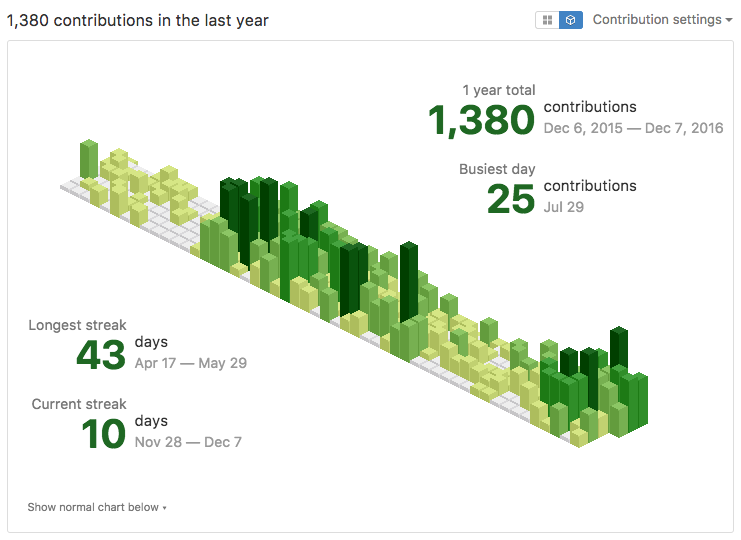 1,380 contributions in the last year
Contribution settings
1 year total
1,380 contributions
Dec 6, 2015 — Dec 7, 2016
Busiest day
25 contributions
Jul 29
Longest streak
43 days
Apr 17 — May 29
Current streak
10 days
Nov 28 — Dec 7
Show normal chart below